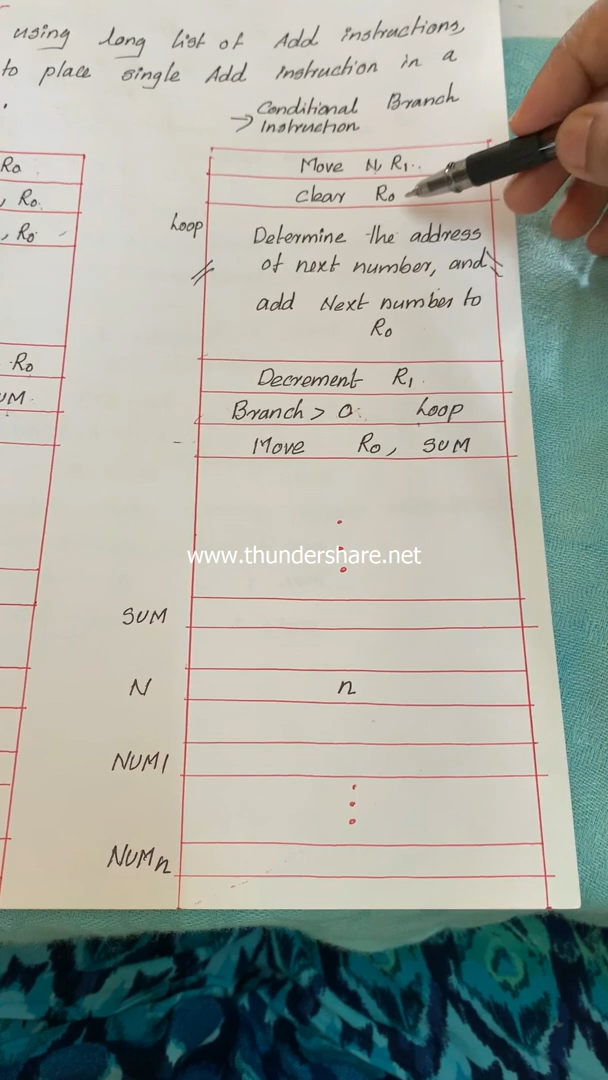 using long list of Add instructions,
to place single Add instruction in a
→ Conditional Branch
Instruction
Ro
, Ro
, Ro
Ro
UM
Move N, R1
Clear Ro
Loop
Determine the address
of next number, and
add Next number to
Ro
Decrement R1
Branch > 0 Loop
Move Ro, SUM
www.thundershare.net
SUM
N n
NUM1
NUMn